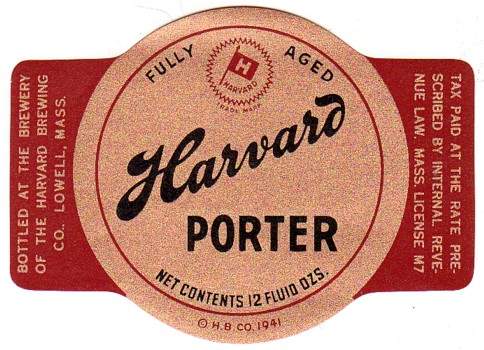 FULLY AGED
H
HARVARD
TRADE MARK
Harvard
PORTER
NET CONTENTS 12 FLUID OZS.
© H.B.CO. 1941
BOTTLED AT THE BREWERY
OF THE HARVARD BREWING
CO. LOWELL, MASS.
TAX PAID AT THE RATE PRE-
SCRIBED BY INTERNAL REVE-
NUE LAW. MASS. LICENSE M7